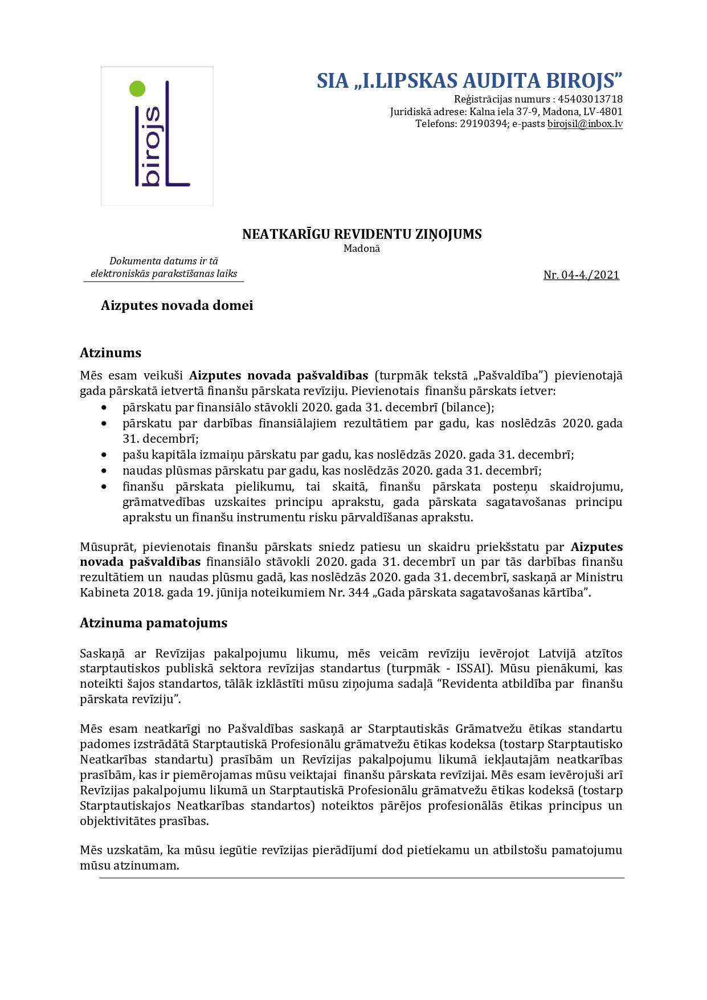 birojs
SIA „I.LIPSKAS AUDITA BIROJS”
Reģistrācijas numurs : 45403013718
Juridiskā adrese: Kalna iela 37-9, Madona, LV-4801
Telefons: 29190394; e-pasts birojsil@inbox.lv
NEATKARĪGU REVIDENTU ZIŅOJUMS
Madonā
Dokumenta datums ir tā
elektroniskās parakstīšanas laiks
Nr. 04-4./2021
Aizputes novada domei
Atzinums
Mēs esam veikuši Aizputes novada pašvaldības (turpmāk tekstā „Pašvaldība”) pievienotajā
gada pārskatā ietvertā finanšu pārskata revīziju. Pievienotais finanšu pārskats ietver:
• pārskatu par finansiālo stāvokli 2020. gada 31. decembrī (bilance);
• pārskatu par darbības finansiālajiem rezultātiem par gadu, kas noslēdzās 2020. gada
31. decembrī;
• pašu kapitāla izmaiņu pārskatu par gadu, kas noslēdzās 2020. gada 31. decembrī;
• naudas plūsmas pārskatu par gadu, kas noslēdzās 2020. gada 31. decembrī;
• finanšu pārskata pielikumu, tai skaitā, finanšu pārskata posteņu skaidrojumu,
grāmatvedības uzskaites principu aprakstu, gada pārskata sagatavošanas principu
aprakstu un finanšu instrumentu risku pārvaldīšanas aprakstu.
Mūsuprāt, pievienotais finanšu pārskats sniedz patiesu un skaidru priekšstatu par Aizputes
novada pašvaldības finansiālo stāvokli 2020. gada 31. decembrī un par tās darbības finanšu
rezultātiem un naudas plūsmu gadā, kas noslēdzās 2020. gada 31. decembrī, saskaņā ar Ministru
Kabineta 2018. gada 19. jūnija noteikumiem Nr. 344 „Gada pārskata sagatavošanas kārtība”.
Atzinuma pamatojums
Saskaņā ar Revīzijas pakalpojumu likumu, mēs veicām revīziju ievērojot Latvijā atzītos
starptautiskos publiskā sektora revīzijas standartus (turpmāk - ISSAI). Mūsu pienākumi, kas
noteikti šajos standartos, tālāk izklāstīti mūsu ziņojuma sadaļā “Revidenta atbildība par finanšu
pārskata revīziju”.
Mēs esam neatkarīgi no Pašvaldības saskaņā ar Starptautiskās Grāmatvežu ētikas standartu
padomes izstrādātā Starptautiskā Profesionālu grāmatvežu ētikas kodeksa (tostarp Starptautisko
Neatkarības standartu) prasībām un Revīzijas pakalpojumu likumā iekļautajām neatkarības
prasībām, kas ir piemērojamas mūsu veiktajai finanšu pārskata revīzijai. Mēs esam ievērojuši arī
Revīzijas pakalpojumu likumā un Starptautiskā Profesionālu grāmatvežu ētikas kodeksā (tostarp
Starptautiskajos Neatkarības standartos) noteiktos pārējos profesionālās ētikas principus un
objektivitātes prasības.
Mēs uzskatām, ka mūsu iegūtie revīzijas pierādījumi dod pietiekamu un atbilstošu pamatojumu
mūsu atzinumam.